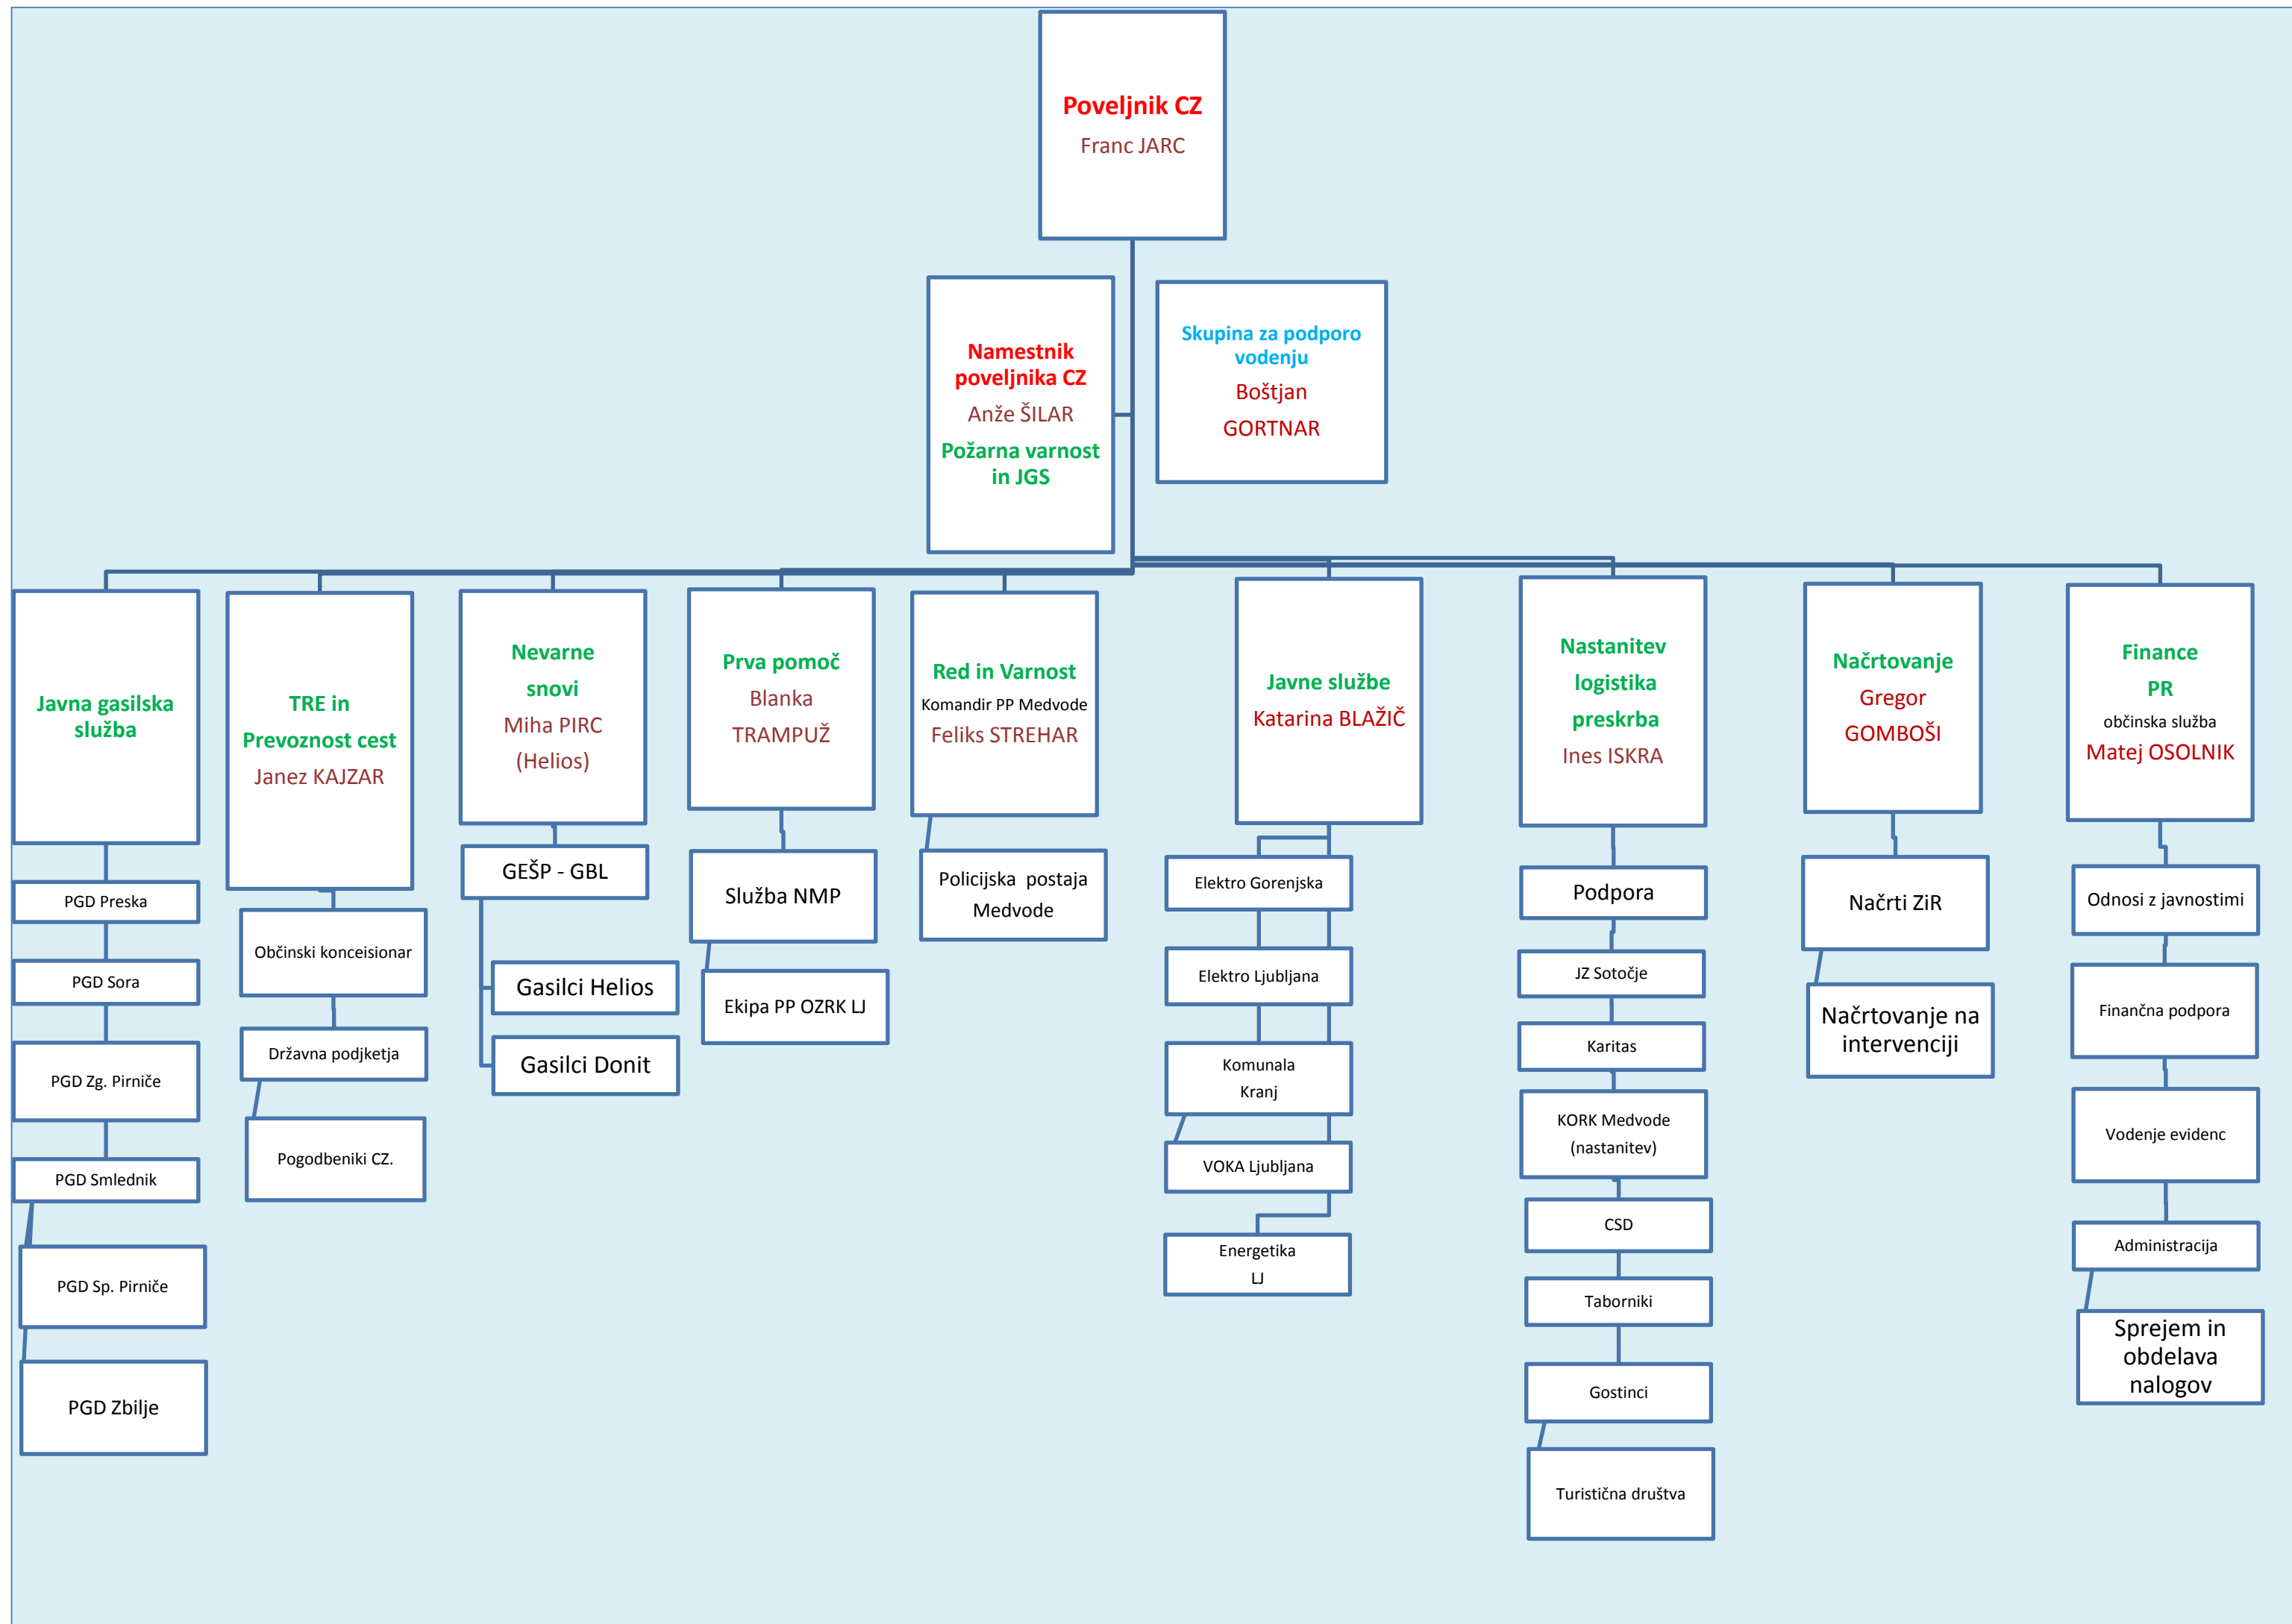 Poveljnik CZ
Franc JARC
Namestnik
poveljnika CZ
Anže ŠILAR
Požarna varnost
in JGS
Skupina za podporo
vodenju
Boštjan
GORTNAR
Javna gasilska
služba
PGD Preska
PGD Sora
PGD Zg. Pirniče
PGD Smlednik
PGD Sp. Pirniče
PGD Zbilje
TRE in
Prevoznost cest
Janez KAJZAR
Občinski konceisionar
Državna podjketja
Pogodbeniki CZ.
Nevarne
snovi
Miha PIRC
(Helios)
GEŠP - GBL
Gasilci Helios
Gasilci Donit
Prva pomoč
Blanka
TRAMPUŽ
Služba NMP
Ekipa PP OZRK LJ
Red in Varnost
Komandir PP Medvode
Feliks STREHAR
Policijska postaja
Medvode
Javne službe
Katarina BLAŽIČ
Elektro Gorenjska
Elektro Ljubljana
Komunala
Kranj
VOKA Ljubljana
Energetika
LJ
Nastanitev
logistika
preskrba
Ines ISKRA
Podpora
JZ Sotočje
Karitas
KORK Medvode
(nastanitev)
CSD
Taborniki
Gostinci
Turistična društva
Načrtovanje
Gregor
GOMBOŠI
Načrti ZiR
Načrtovanje na
intervenciji
Finance
PR
občinska služba
Matej OSOLNIK
Odnosi z javnostimi
Finančna podpora
Vodenje evidenc
Administracija
Sprejem in
obdelava
nalogov